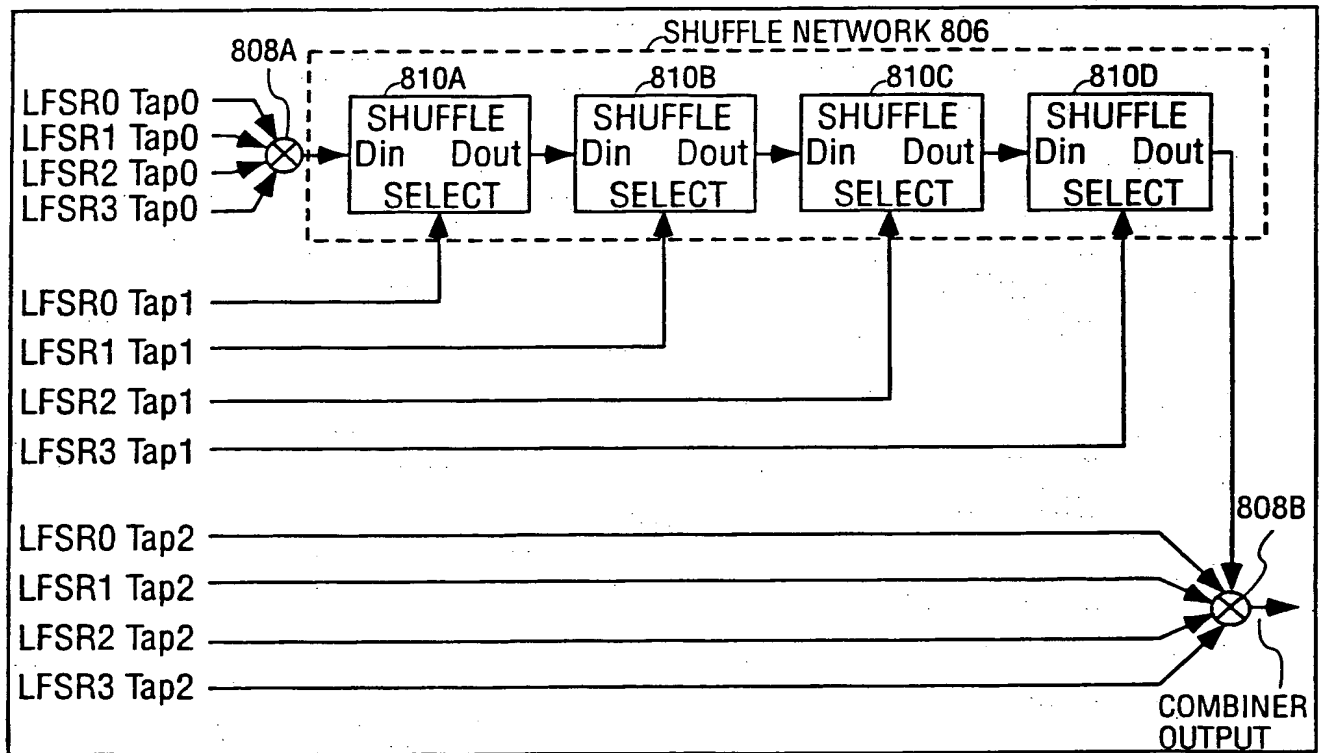 SHUFFLE NETWORK 806
808A
810A 810B 810C 810D
LFSR0 Tap0
LFSR1 Tap0
LFSR2 Tap0
LFSR3 Tap0
SHUFFLE SHUFFLE SHUFFLE SHUFFLE
Din Dout Din Dout Din Dout Din Dout
SELECT SELECT SELECT SELECT
LFSR0 Tap1
LFSR1 Tap1
LFSR2 Tap1
LFSR3 Tap1
808B
LFSR0 Tap2
LFSR1 Tap2
LFSR2 Tap2
LFSR3 Tap2
COMBINER
OUTPUT